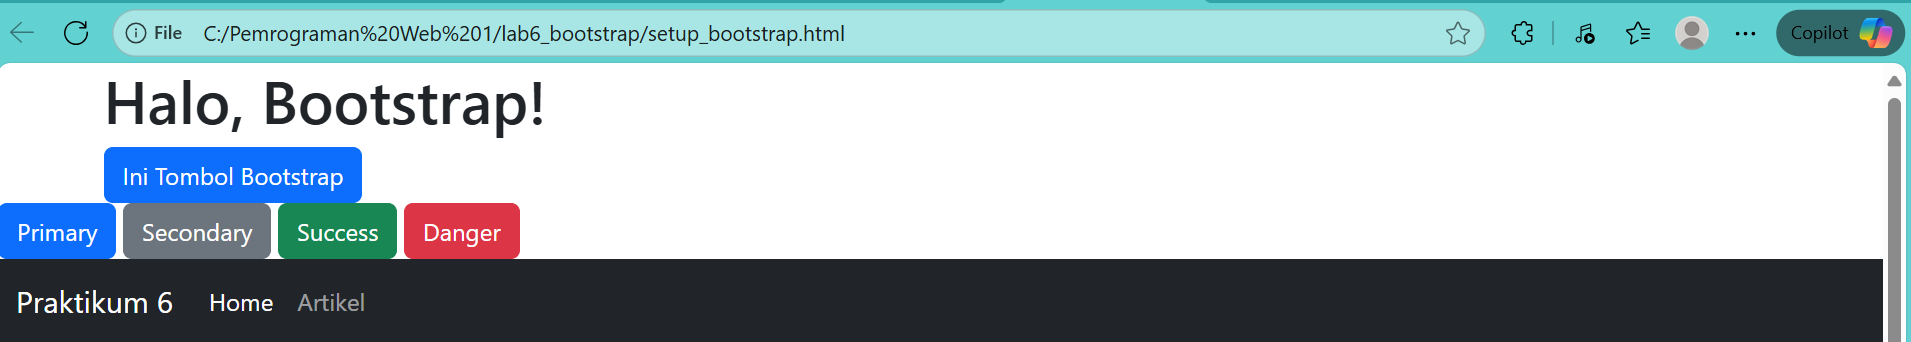 File C:/Pemrograman%20Web%201/lab6_bootstrap/setup_bootstrap.html Copilot
Halo, Bootstrap!
Ini Tombol Bootstrap
Primary Secondary Success Danger
Praktikum 6 Home Artikel